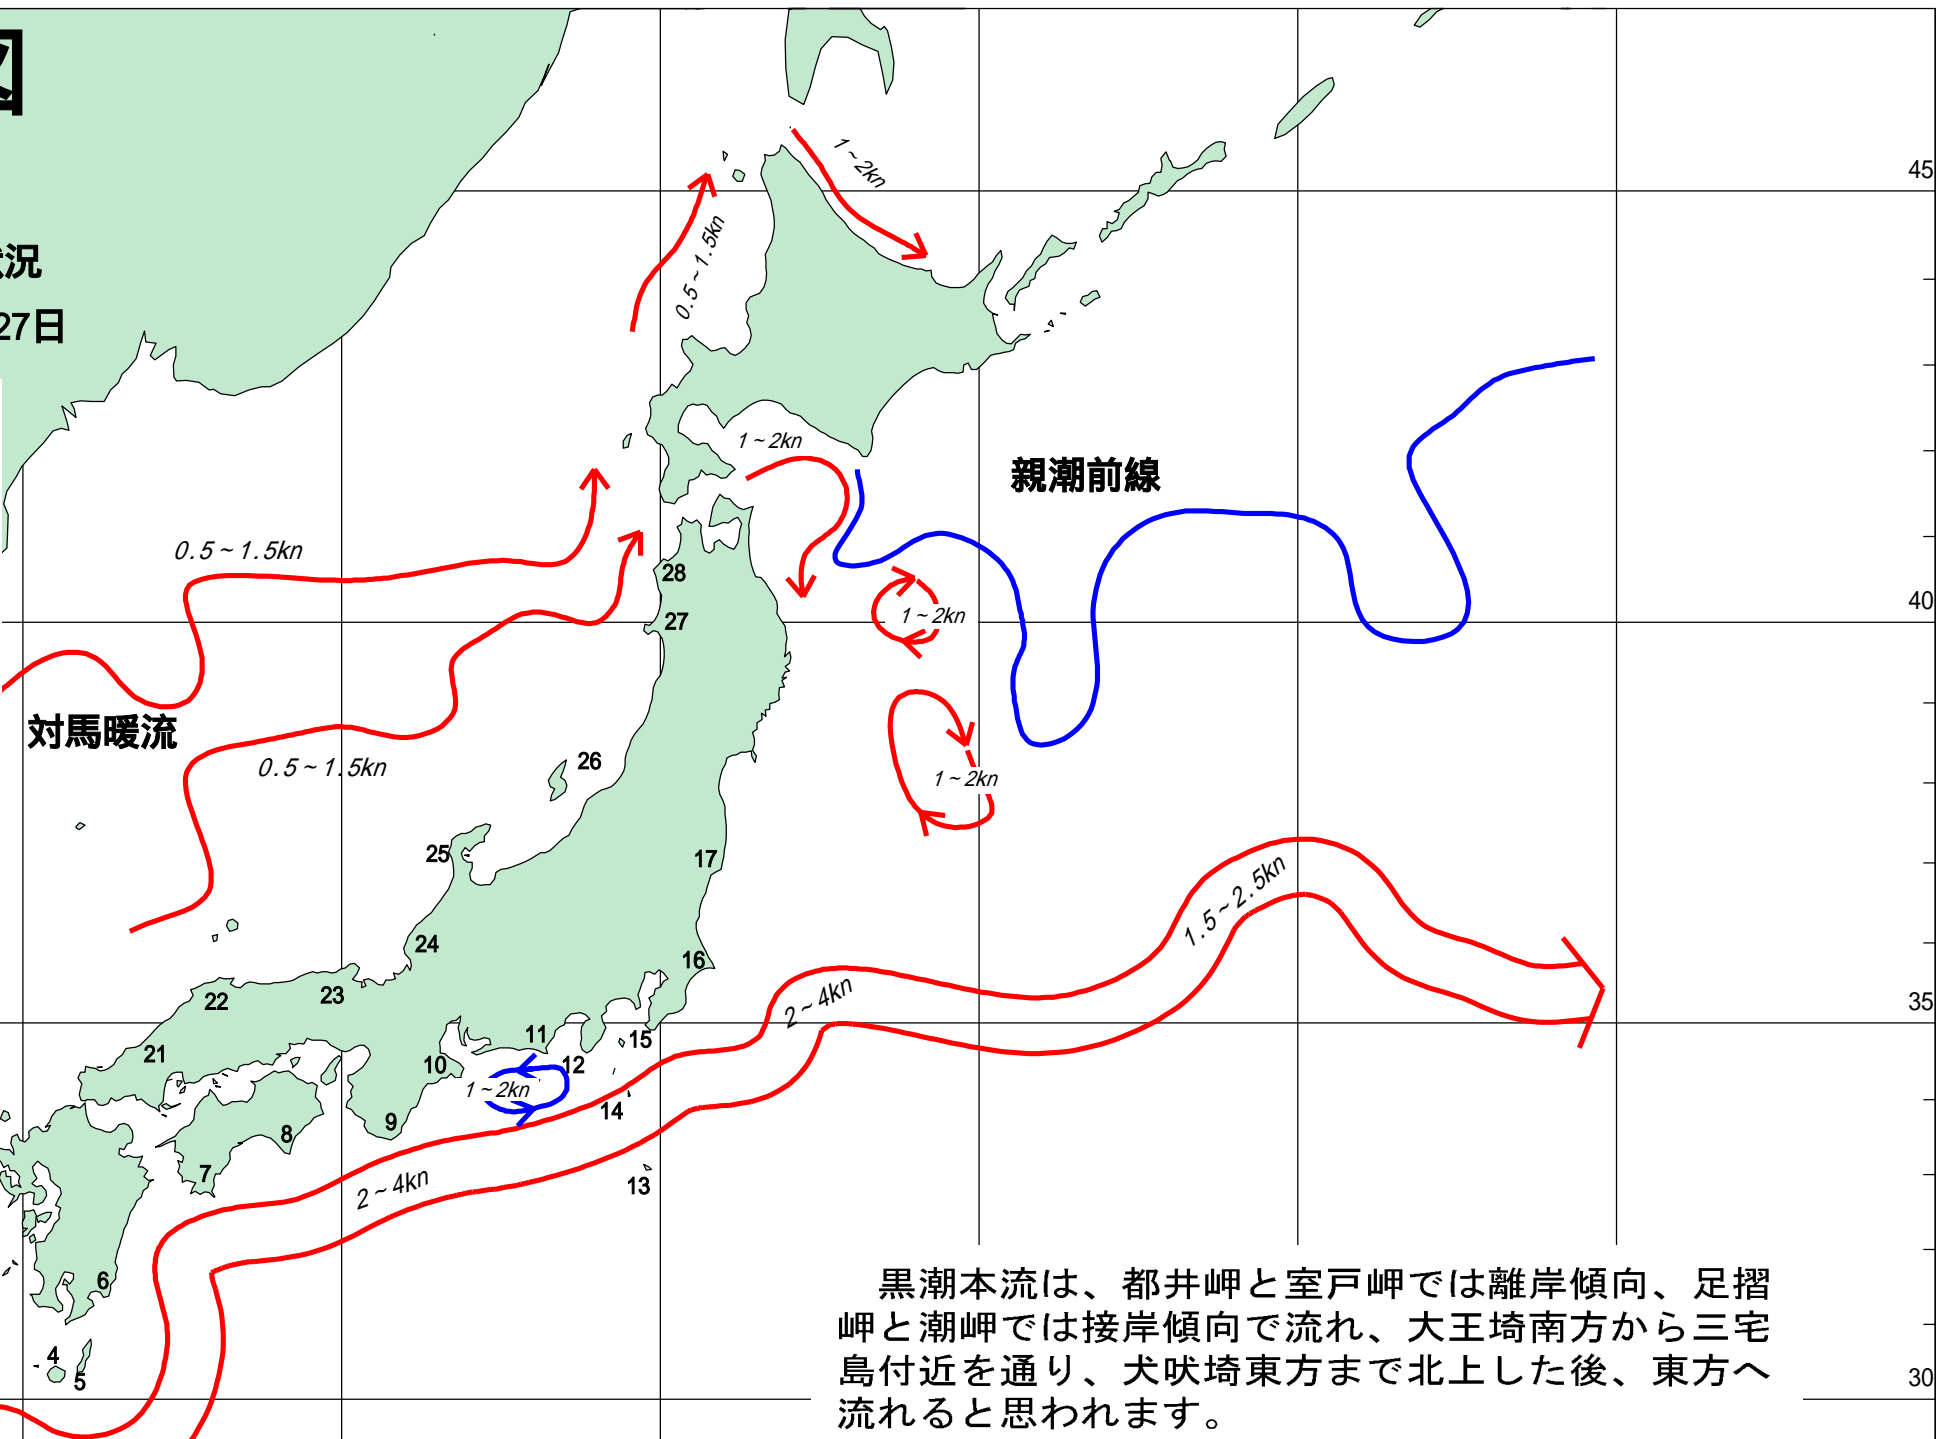 図
況
27日
1~2kn
45
0.5~1.5kn
1~2kn
親潮前線
0.5~1.5kn
28
1~2kn
40
27
対馬暖流
0.5~1.5kn
26
1~2kn
25
17
1.5~2.5kn
24
16
22
23
2~4kn
35
11
15
21
10
12
1~2kn
14
9
8
7
2~4kn
13
6
4
5
30
黒潮本流は、都井岬と室戸岬では離岸傾向、足摺
岬と潮岬では接岸傾向で流れ、大王埼南方から三宅
島付近を通り、犬吠埼東方まで北上した後、東方へ
流れると思われます。